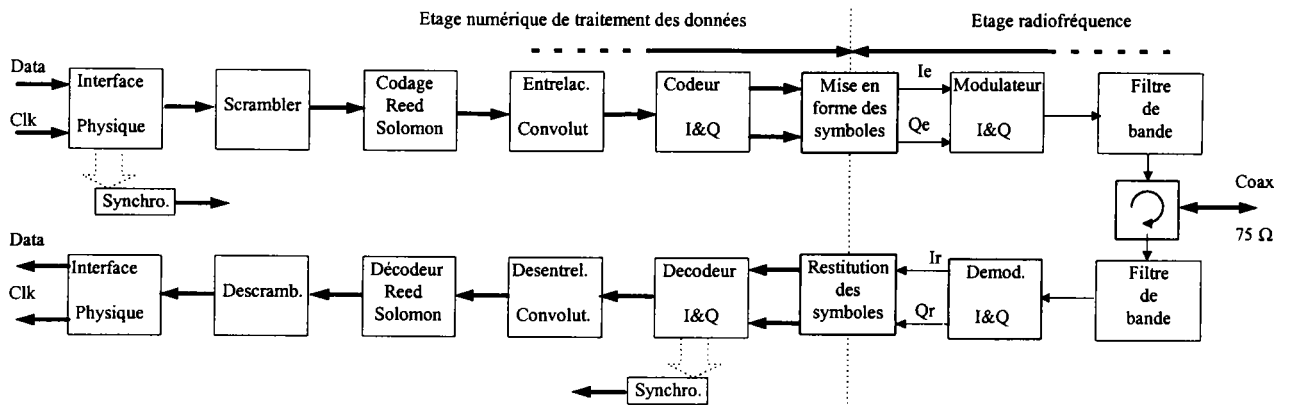 Etage numérique de traitement des données
Etage radiofréquence
Data
Clk
Interface
Physique
Scrambler
Codage
Reed
Solomon
Entrelac.
Convolut
Codeur
I&Q
Mise en
forme des
symboles
Ie
Qe
Modulateur
I&Q
Filtre
de
bande
Synchro.
Coax
75 Ω
Data
Clk
Interface
Physique
Descramb.
Décodeur
Reed
Solomon
Desentrel.
Convolut.
Decodeur
I&Q
Restitution
des
symboles
Ir
Qr
Demod.
I&Q
Filtre
de
bande
Synchro.